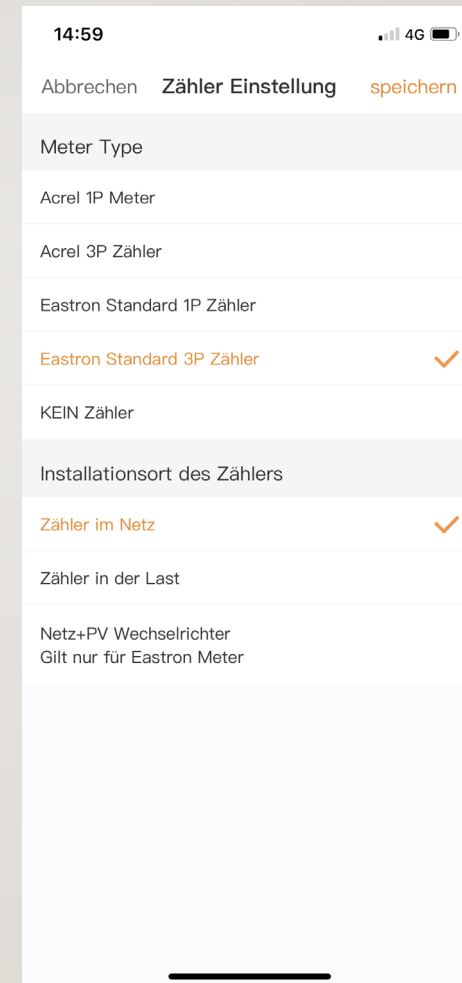 14:59
4G
Abbrechen Zähler Einstellung speichern
Meter Type
Acrel 1P Meter
Acrel 3P Zähler
Eastron Standard 1P Zähler
Eastron Standard 3P Zähler
KEIN Zähler
Installationsort des Zählers
Zähler im Netz
Zähler in der Last
Netz+PV Wechselrichter
Gilt nur für Eastron Meter